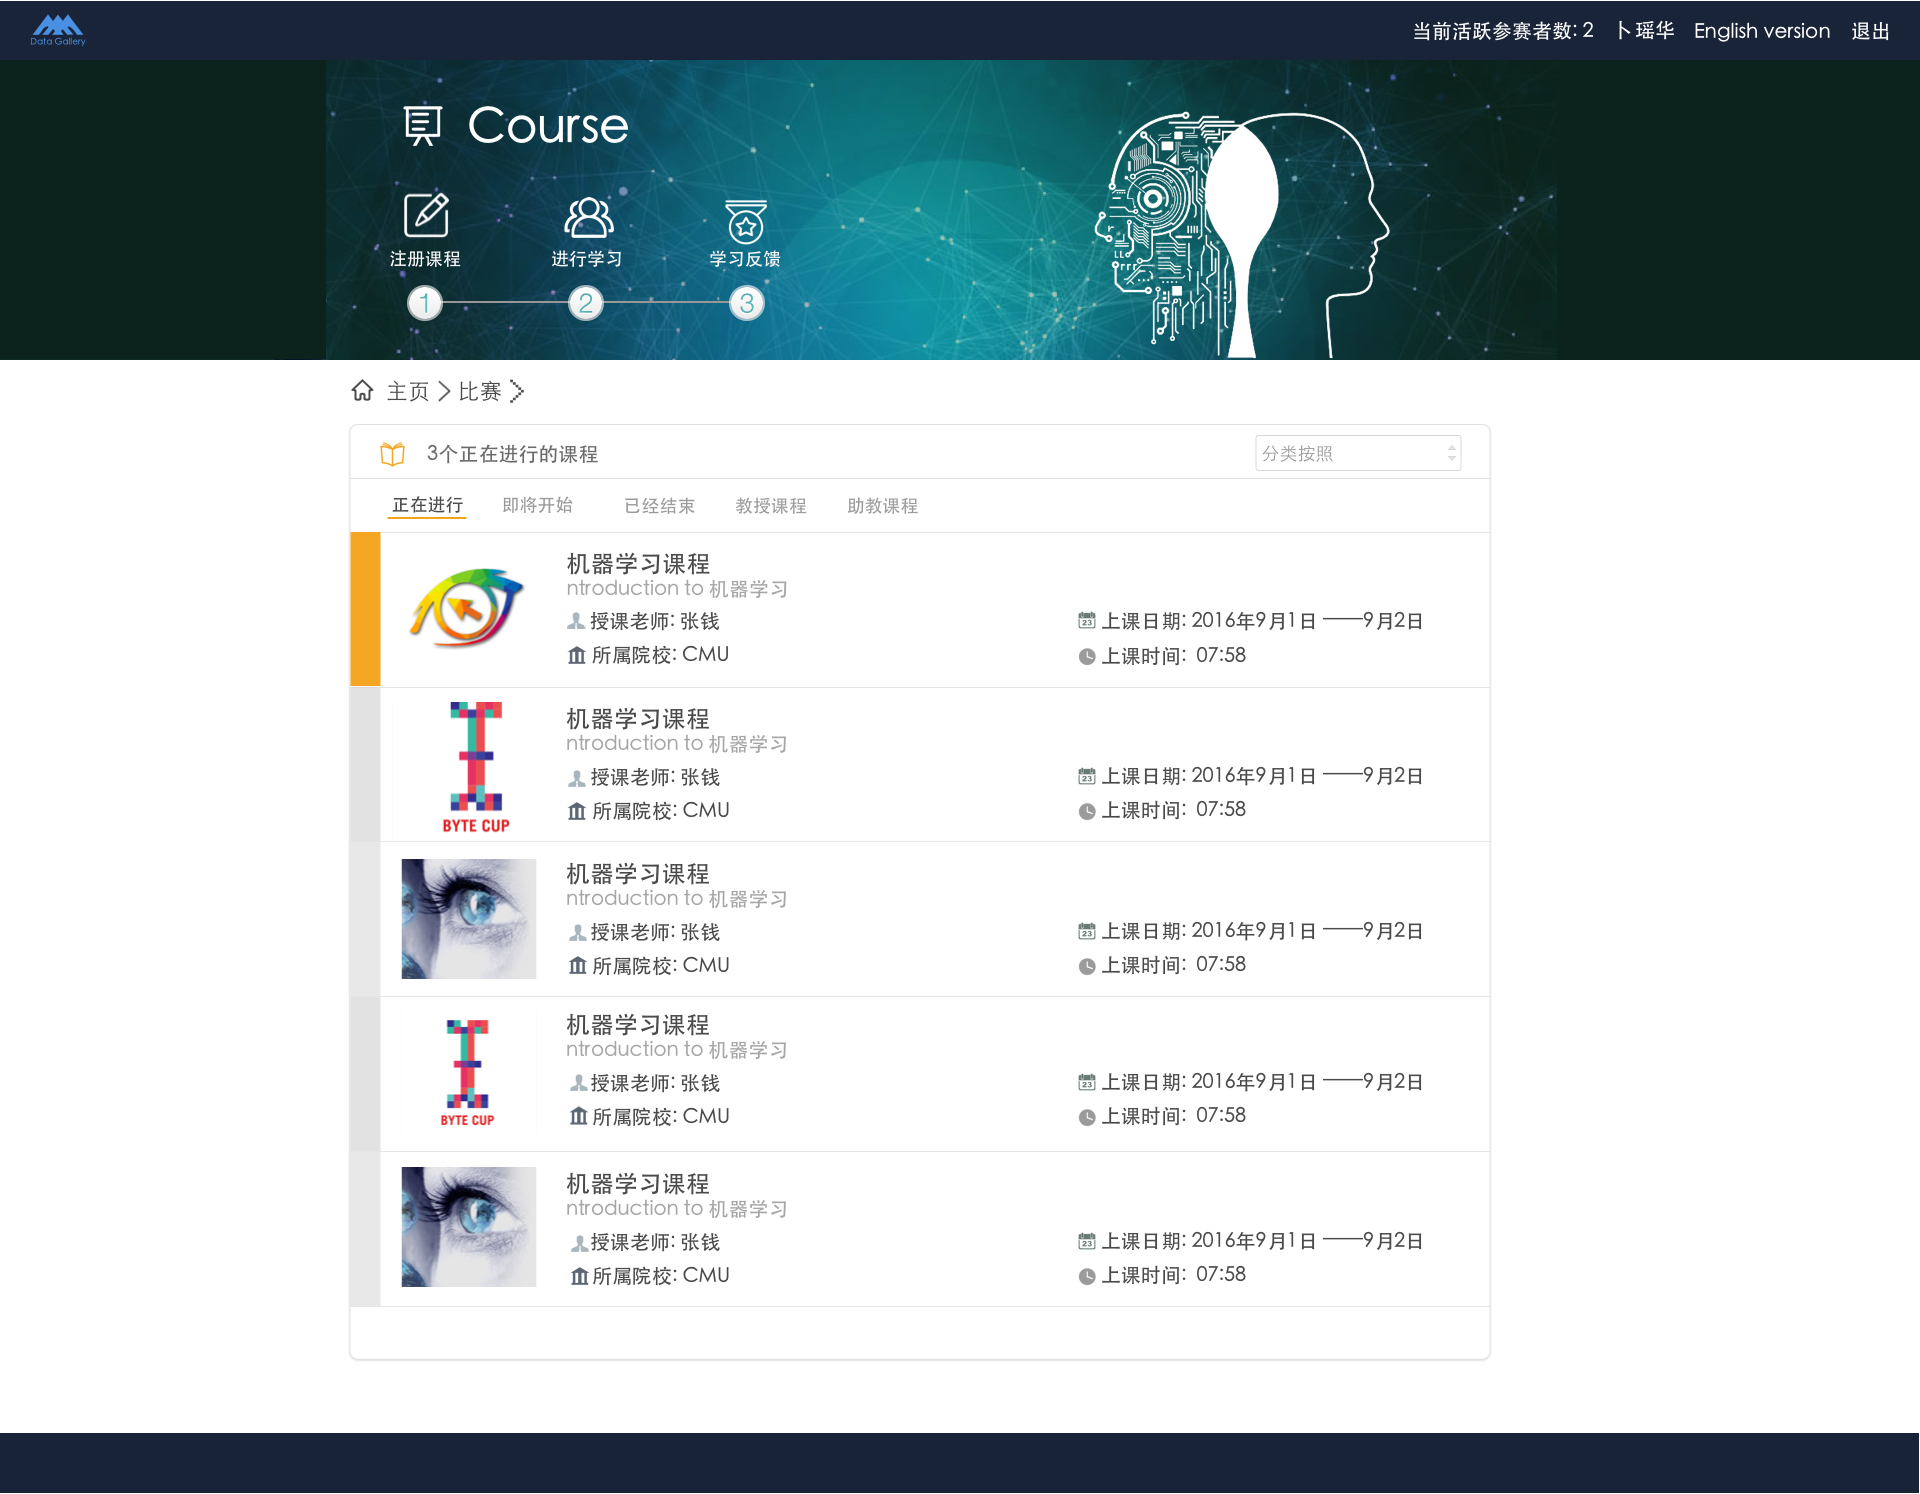 Data Gallery
当前活跃参赛者数: 2 卜瑶华 English version 退出
Course
注册课程 进行学习 学习反馈
1 2 3
主页 比赛
3个正在进行的课程 分类按照
正在进行 即将开始 已经结束 教授课程 助教课程
机器学习课程
ntroduction to 机器学习
授课老师: 张钱 23 上课日期: 2016年9月1日 ——9月2日
所属院校: CMU 上课时间: 07:58
机器学习课程
ntroduction to 机器学习
授课老师: 张钱 23 上课日期: 2016年9月1日 ——9月2日
所属院校: CMU 上课时间: 07:58
BYTE CUP
机器学习课程
ntroduction to 机器学习
授课老师: 张钱 23 上课日期: 2016年9月1日 ——9月2日
所属院校: CMU 上课时间: 07:58
机器学习课程
ntroduction to 机器学习
授课老师: 张钱 23 上课日期: 2016年9月1日 ——9月2日
所属院校: CMU 上课时间: 07:58
BYTE CUP
机器学习课程
ntroduction to 机器学习
授课老师: 张钱 23 上课日期: 2016年9月1日 ——9月2日
所属院校: CMU 上课时间: 07:58